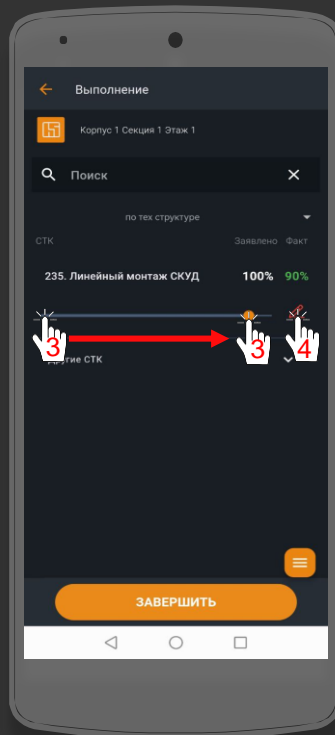 Выполнение
Корпус 1 Секция 1 Этаж 1
Поиск
по тех структуре
СТК Заявлено Факт
235. Линейный монтаж СКУД 100% 90%
3 3 4
Другие СТК
ЗАВЕРШИТЬ